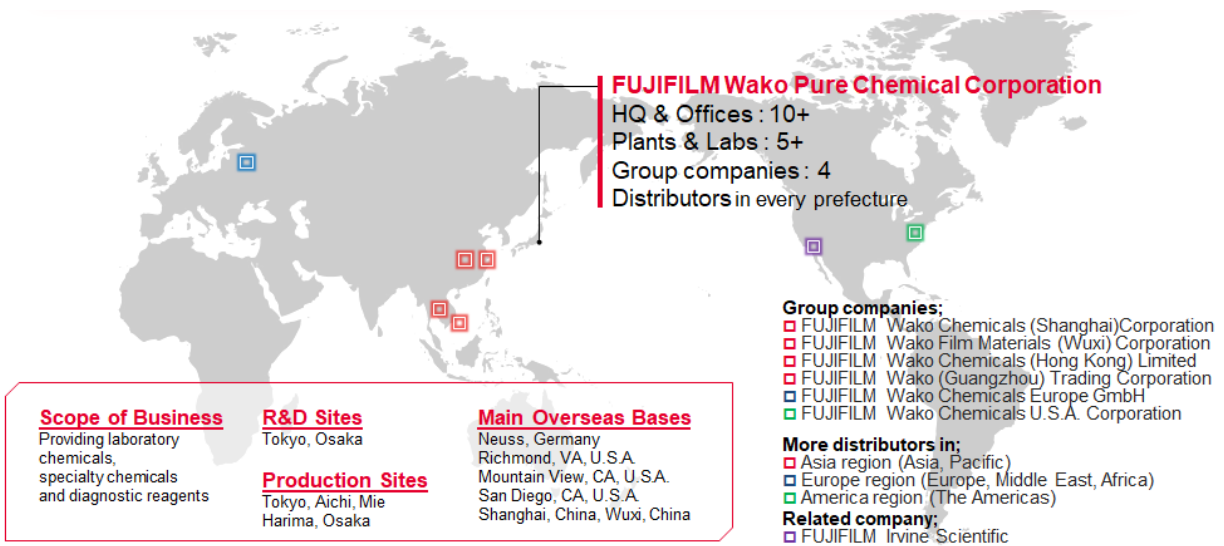 FUJIFILM Wako Pure Chemical Corporation
HQ & Offices : 10+
Plants & Labs : 5+
Group companies : 4
Distributors in every prefecture
Group companies;
FUJIFILM Wako Chemicals (Shanghai)Corporation
FUJIFILM Wako Film Materials (Wuxi) Corporation
FUJIFILM Wako Chemicals (Hong Kong) Limited
FUJIFILM Wako (Guangzhou) Trading Corporation
FUJIFILM Wako Chemicals Europe GmbH
FUJIFILM Wako Chemicals U.S.A. Corporation
More distributors in;
Asia region (Asia, Pacific)
Europe region (Europe, Middle East, Africa)
America region (The Americas)
Related company;
FUJIFILM Irvine Scientific
Scope of Business
Providing laboratory
chemicals,
specialty chemicals
and diagnostic reagents
R&D Sites
Tokyo, Osaka
Production Sites
Tokyo, Aichi, Mie
Harima, Osaka
Main Overseas Bases
Neuss, Germany
Richmond, VA, U.S.A.
Mountain View, CA, U.S.A.
San Diego, CA, U.S.A.
Shanghai, China, Wuxi, China